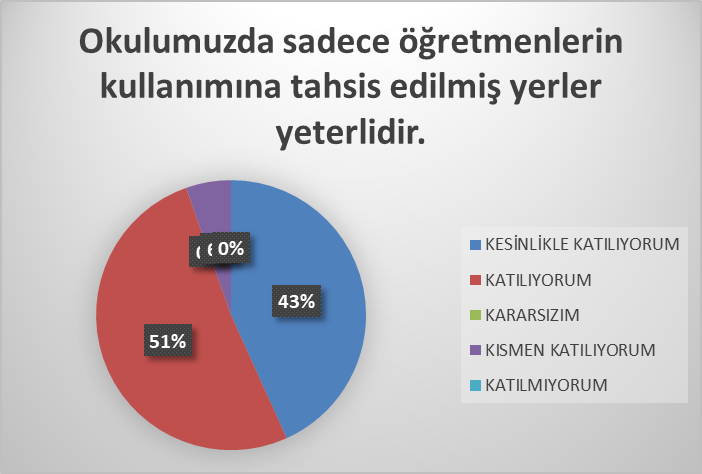 Okulumuzda sadece öğretmenlerin
kullanımına tahsis edilmiş yerler
yeterlidir.
0%
43%
51%
KESİNLİKLE KATILIYORUM
KATILIYORUM
KARARSIZIM
KISMEN KATILIYORUM
KATILMIYORUM